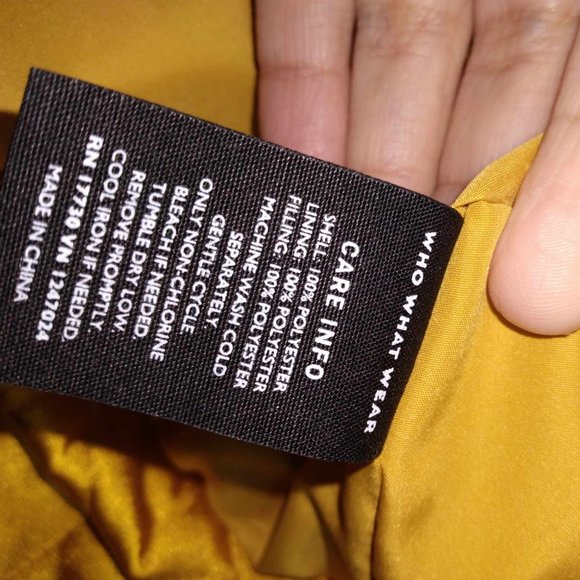 WHO WHAT WEAR
CARE INFO
SHELL: 100% POLYESTER
LINING: 100% POLYESTER
FILLING: 100% POLYESTER
MACHINE WASH COLD
SEPARATELY.
GENTLE CYCLE
ONLY NON-CHLORINE
BLEACH IF NEEDED.
TUMBLE DRY LOW
REMOVE PROMPTLY
COOL IRON IF NEEDED.
RN 17730 VN 1247024
MADE IN CHINA